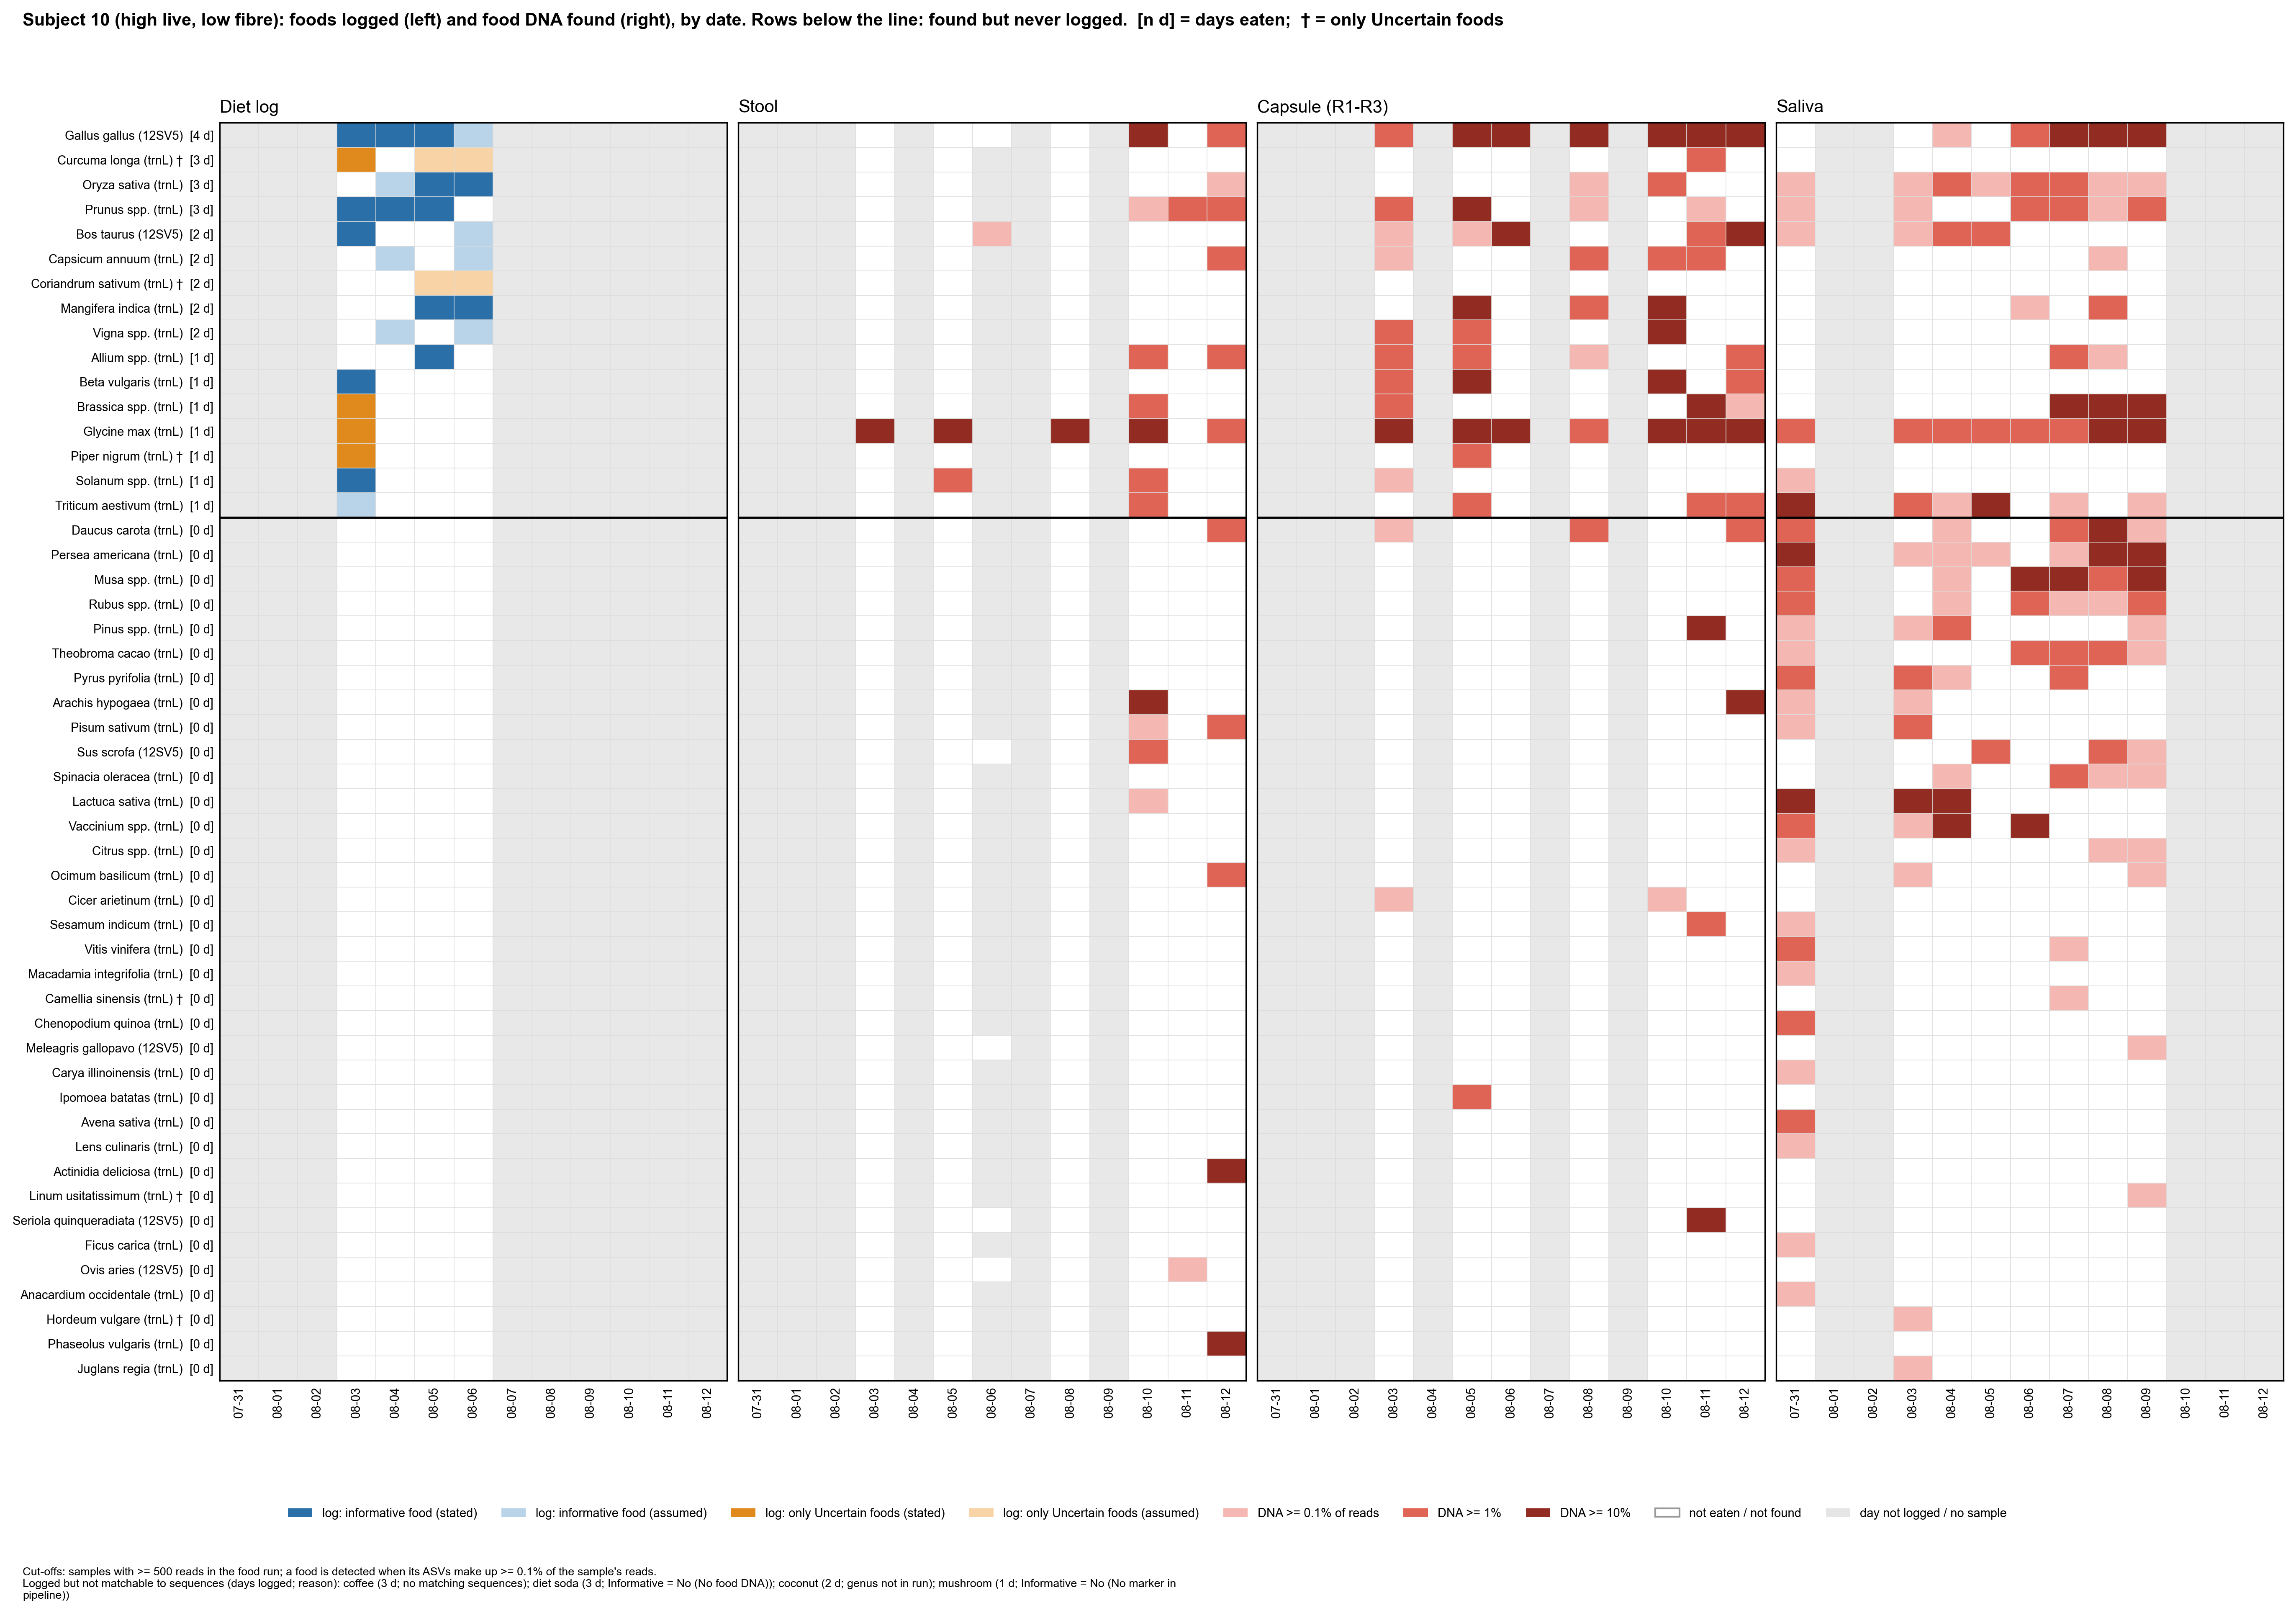 Subject 10 (high live, low fibre): foods logged (left) and food DNA found (right), by date. Rows below the line: found but never logged.  [n d] = days eaten;  † = only Uncertain foods
Diet log
Stool
Capsule (R1-R3)
Saliva
Gallus gallus (12SV5)  [4 d]
Curcuma longa (trnL) †  [3 d]
Oryza sativa (trnL)  [3 d]
Prunus spp. (trnL)  [3 d]
Bos taurus (12SV5)  [2 d]
Capsicum annuum (trnL)  [2 d]
Coriandrum sativum (trnL) †  [2 d]
Mangifera indica (trnL)  [2 d]
Vigna spp. (trnL)  [2 d]
Allium spp. (trnL)  [1 d]
Beta vulgaris (trnL)  [1 d]
Brassica spp. (trnL)  [1 d]
Glycine max (trnL)  [1 d]
Piper nigrum (trnL) †  [1 d]
Solanum spp. (trnL)  [1 d]
Triticum aestivum (trnL)  [1 d]
Daucus carota (trnL)  [0 d]
Persea americana (trnL)  [0 d]
Musa spp. (trnL)  [0 d]
Rubus spp. (trnL)  [0 d]
Pinus spp. (trnL)  [0 d]
Theobroma cacao (trnL)  [0 d]
Pyrus pyrifolia (trnL)  [0 d]
Arachis hypogaea (trnL)  [0 d]
Pisum sativum (trnL)  [0 d]
Sus scrofa (12SV5)  [0 d]
Spinacia oleracea (trnL)  [0 d]
Lactuca sativa (trnL)  [0 d]
Vaccinium spp. (trnL)  [0 d]
Citrus spp. (trnL)  [0 d]
Ocimum basilicum (trnL)  [0 d]
Cicer arietinum (trnL)  [0 d]
Sesamum indicum (trnL)  [0 d]
Vitis vinifera (trnL)  [0 d]
Macadamia integrifolia (trnL)  [0 d]
Camellia sinensis (trnL) †  [0 d]
Chenopodium quinoa (trnL)  [0 d]
Meleagris gallopavo (12SV5)  [0 d]
Carya illinoinensis (trnL)  [0 d]
Ipomoea batatas (trnL)  [0 d]
Avena sativa (trnL)  [0 d]
Lens culinaris (trnL)  [0 d]
Actinidia deliciosa (trnL)  [0 d]
Linum usitatissimum (trnL) †  [0 d]
Seriola quinqueradiata (12SV5)  [0 d]
Ficus carica (trnL)  [0 d]
Ovis aries (12SV5)  [0 d]
Anacardium occidentale (trnL)  [0 d]
Hordeum vulgare (trnL) †  [0 d]
Phaseolus vulgaris (trnL)  [0 d]
Juglans regia (trnL)  [0 d]
07-31 08-01 08-02 08-03 08-04 08-05 08-06 08-07 08-08 08-09 08-10 08-11 08-12
07-31 08-01 08-02 08-03 08-04 08-05 08-06 08-07 08-08 08-09 08-10 08-11 08-12
07-31 08-01 08-02 08-03 08-04 08-05 08-06 08-07 08-08 08-09 08-10 08-11 08-12
07-31 08-01 08-02 08-03 08-04 08-05 08-06 08-07 08-08 08-09 08-10 08-11 08-12
log: informative food (stated)
log: informative food (assumed)
log: only Uncertain foods (stated)
log: only Uncertain foods (assumed)
DNA >= 0.1% of reads
DNA >= 1%
DNA >= 10%
not eaten / not found
day not logged / no sample
Cut-offs: samples with >= 500 reads in the food run; a food is detected when its ASVs make up >= 0.1% of the sample's reads.
Logged but not matchable to sequences (days logged; reason): coffee (3 d; no matching sequences); diet soda (3 d; Informative = No (No food DNA)); coconut (2 d; genus not in run); mushroom (1 d; Informative = No (No marker in
pipeline))